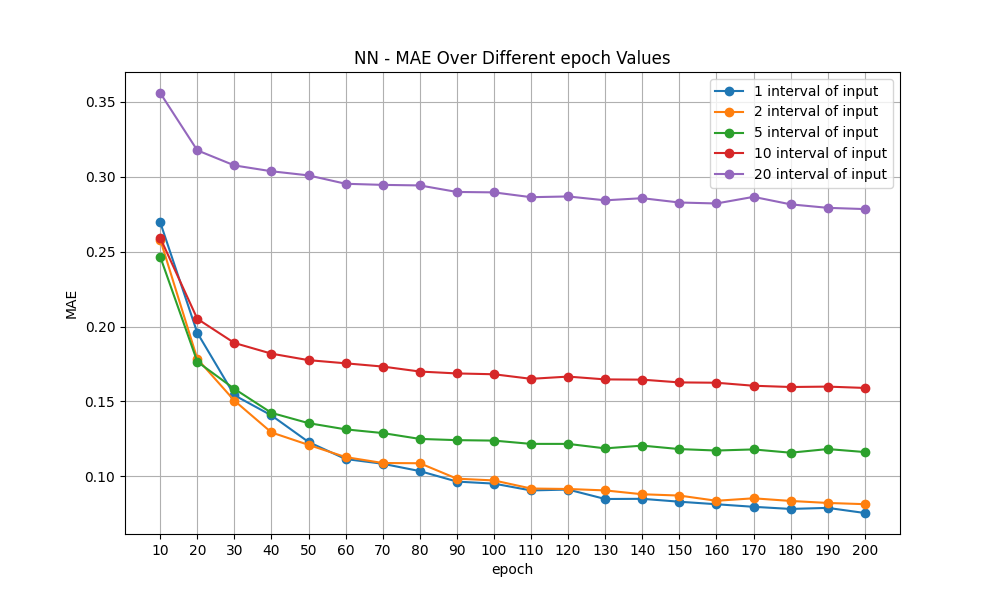 NN - MAE Over Different epoch Values
1 interval of input
2 interval of input
5 interval of input
10 interval of input
20 interval of input
0.35
0.30
0.25
0.20
0.15
0.10
MAE
10 20 30 40 50 60 70 80 90 100 110 120 130 140 150 160 170 180 190 200
epoch